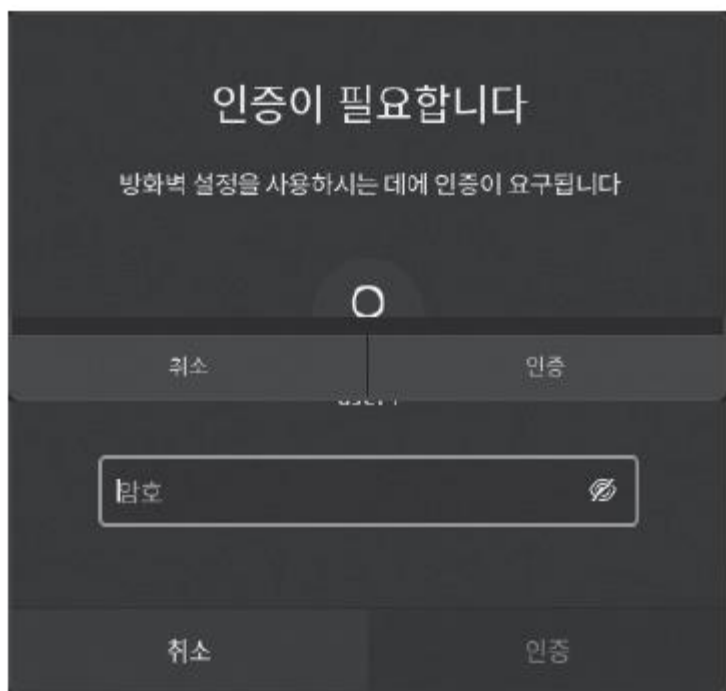 인증이 필요합니다
방화벽 설정을 사용하시는 데에 인증이 요구됩니다
취소 인증
암호
취소 인증